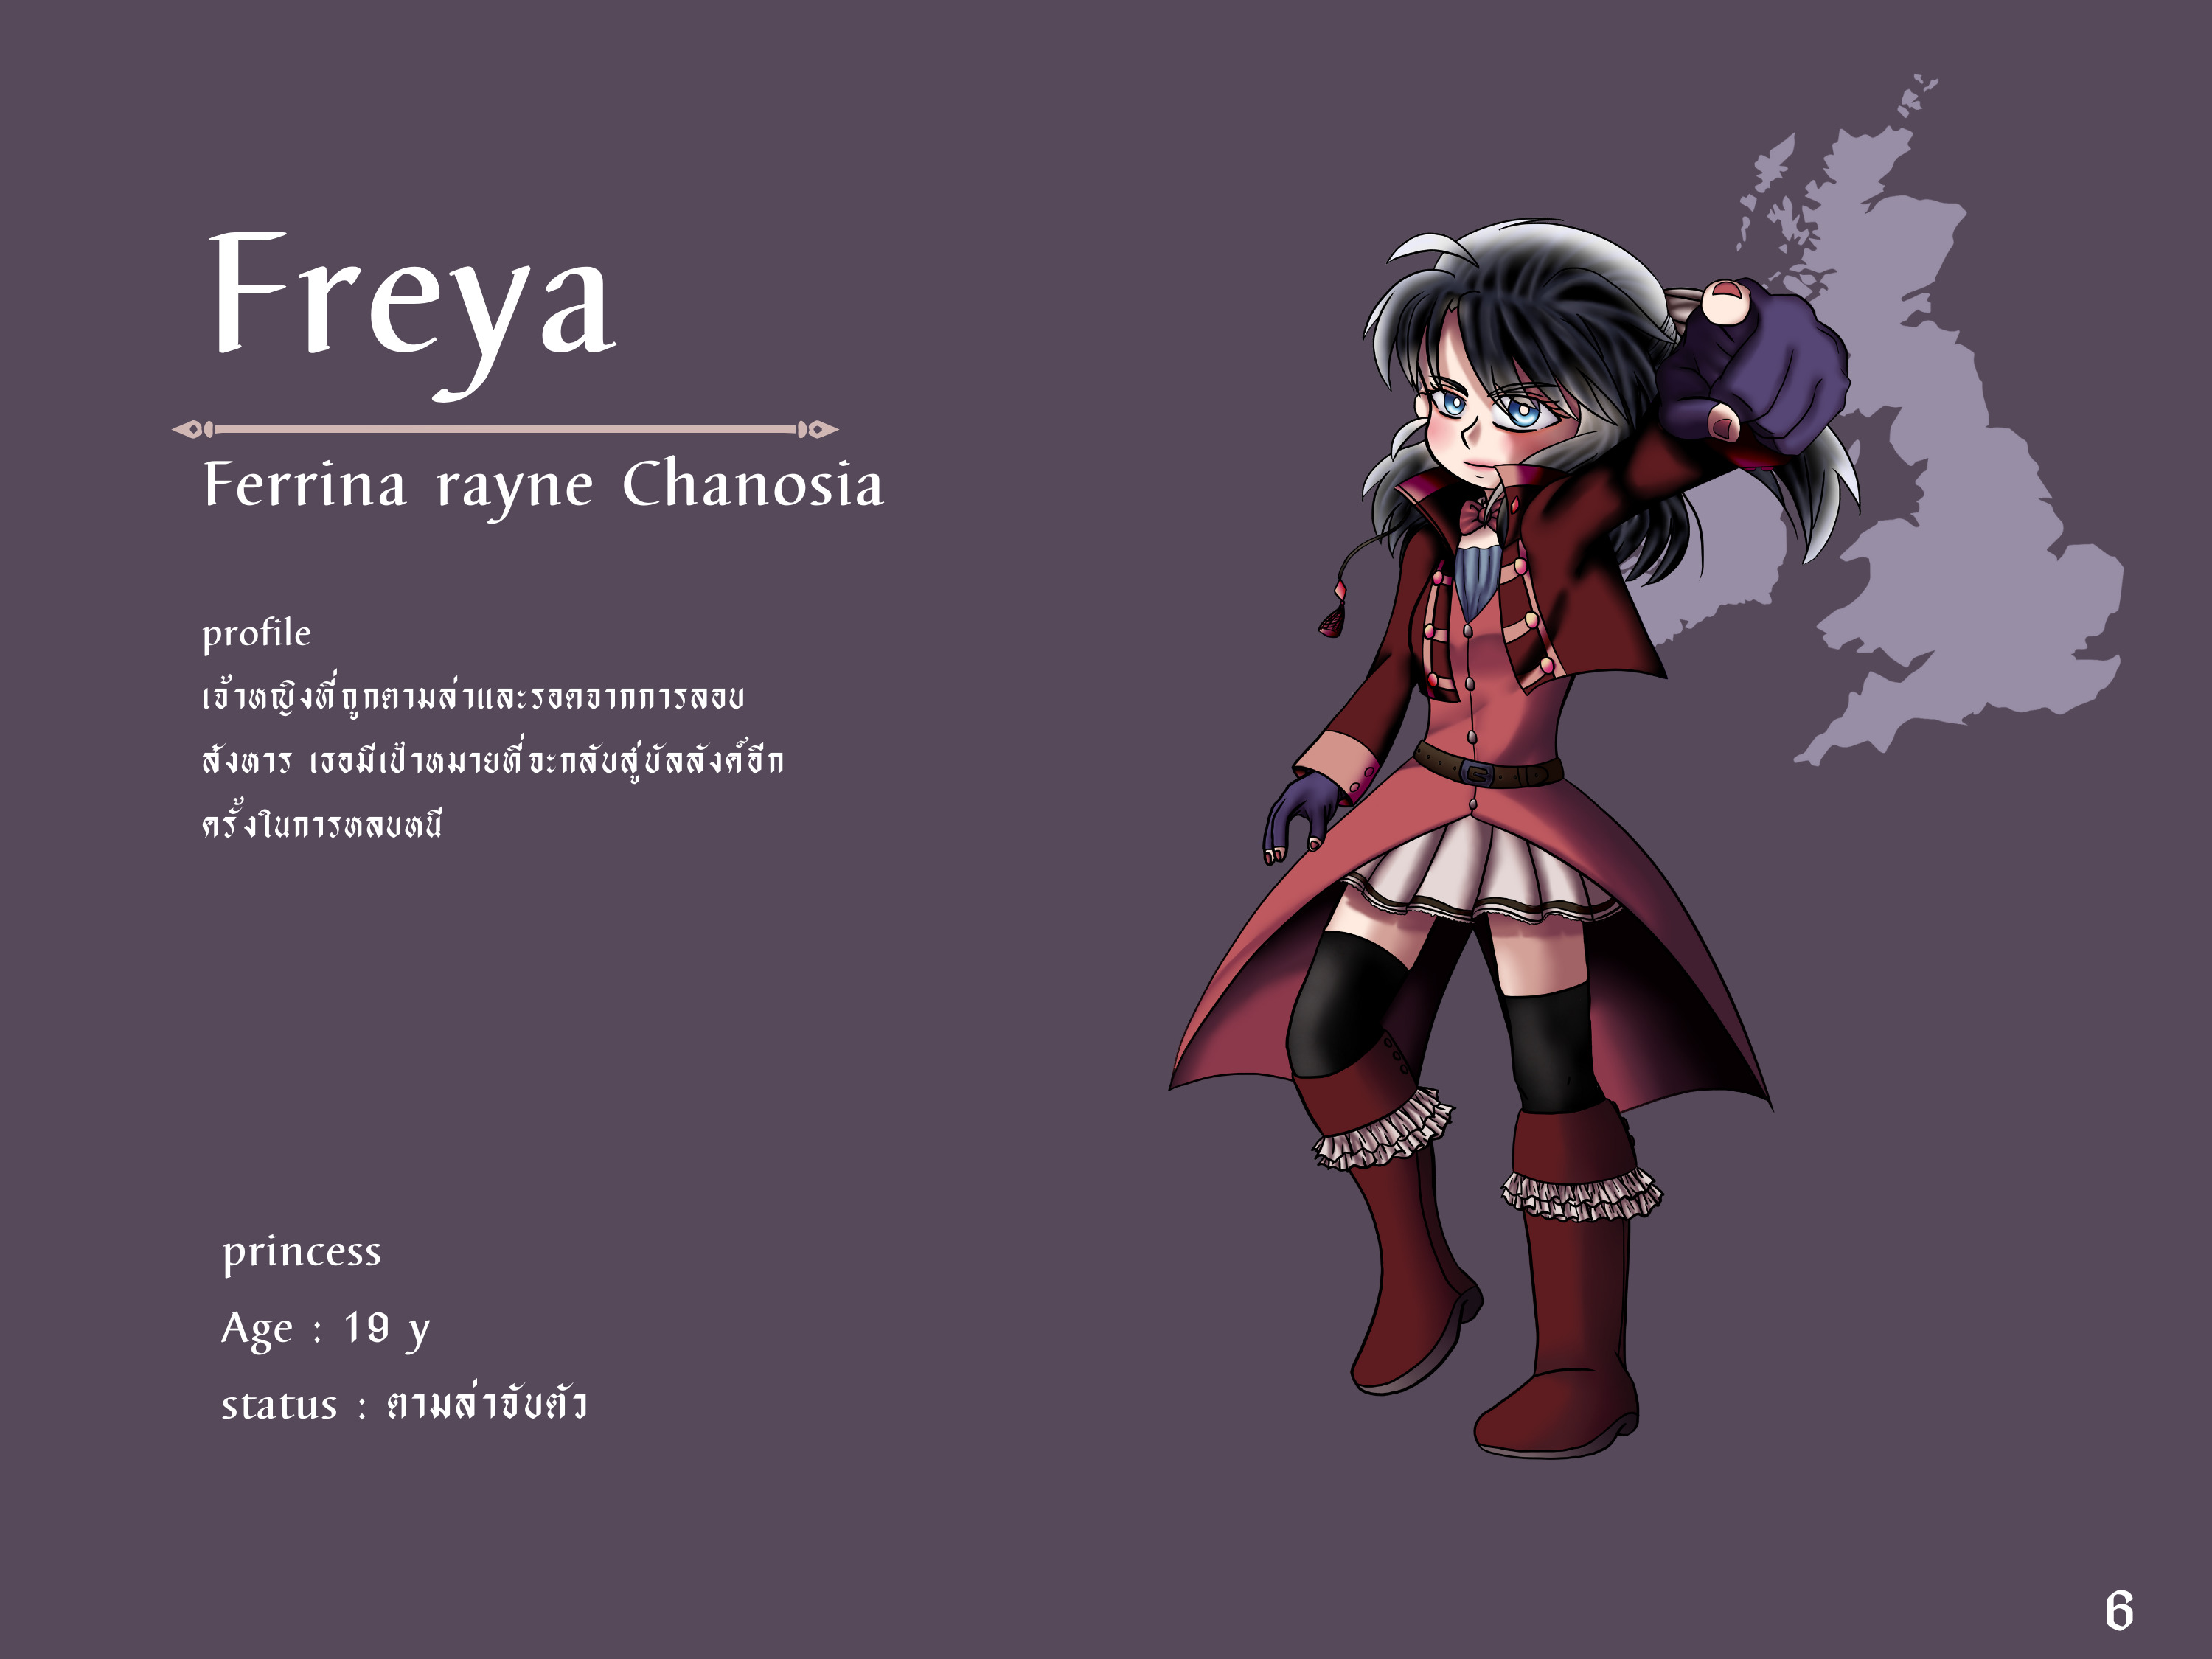 Freya
Ferrina rayne Chanosia
profile
เจ้าหญิงที่ถูกตามล่าและรอดจากการลอบ
สังหาร เธอมีเป้าหมายที่จะกลับสู่บัลลังค์อีก
ครั้งในการหลบหนี
princess
Age : 19 y
status : ตามล่าจับตัว
6